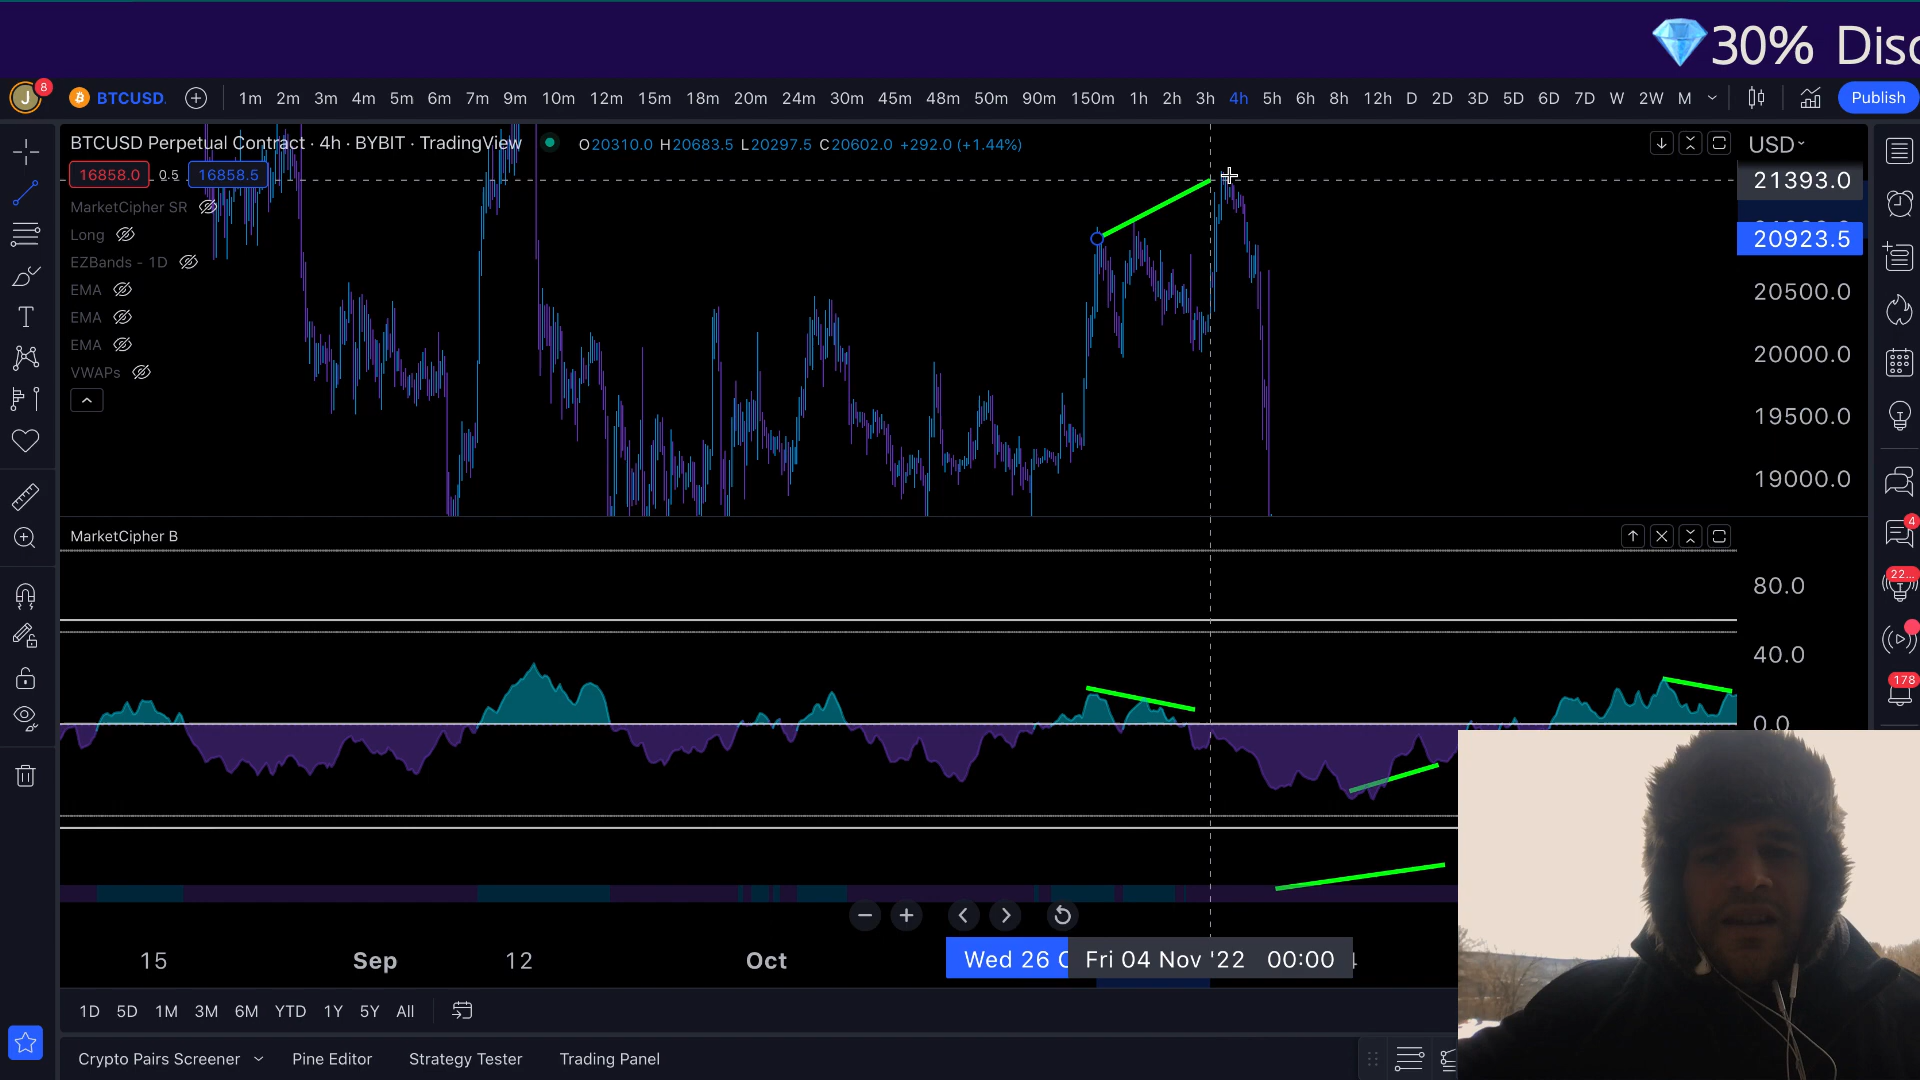 30% Disc
J 8 BTCUSD. 1m 2m 3m 4m 5m 6m 7m 9m 10m 12m 15m 18m 20m 24m 30m 45m 48m 50m 90m 150m 1h 2h 3h 4h 5h 6h 8h 12h D 2D 3D 5D 6D 7D W 2W M Publish
BTCUSD Perpetual Contract · 4h · BYBIT · TradingView O20310.0 H20683.5 L20297.5 C20602.0 +292.0 (+1.44%) USD
16858.0 0.5 16858.5
21393.0
MarketCipher SR
Long
20923.5
EZBands - 1D
EMA
20500.0
EMA
EMA
20000.0
VWAPs
19500.0
19000.0
MarketCipher B
4
80.0
22...
40.0
178
0.0
15 Sep 12 Oct Wed 26 O Fri 04 Nov '22 00:00
1D 5D 1M 3M 6M YTD 1Y 5Y All
Crypto Pairs Screener Pine Editor Strategy Tester Trading Panel